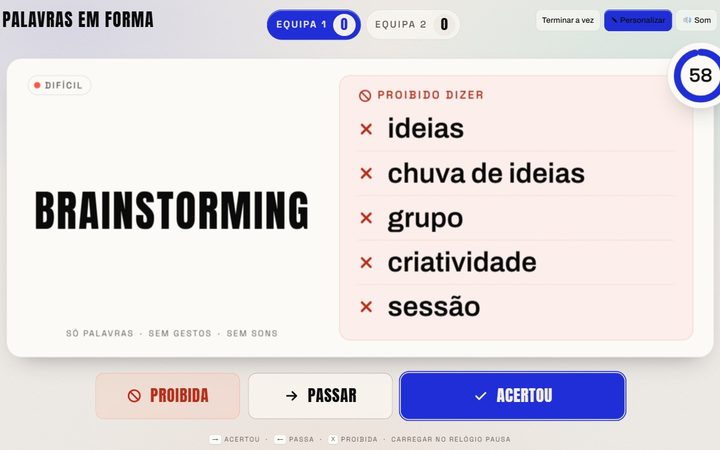 PALAVRAS EM FORMA
EQUIPA 1 0
EQUIPA 2 0
Terminar a vez
Personalizar
Som
58
DIFÍCIL
BRAINSTORMING
SÓ PALAVRAS · SEM GESTOS · SEM SONS
PROIBIDO DIZER
× ideias
× chuva de ideias
× grupo
× criatividade
× sessão
PROIBIDA
→ PASSAR
✓ ACERTOU
→ ACERTOU · ← PASSA · X PROIBIDA · CARREGAR NO RELÓGIO PAUSA